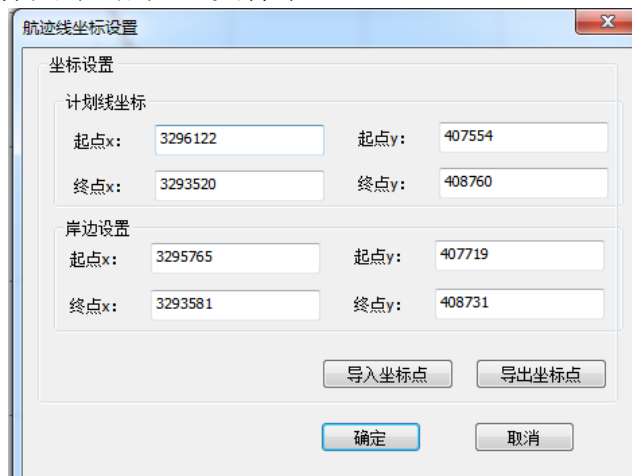 航迹线坐标设置
坐标设置
计划线坐标
起点x: 3296122 起点y: 407554
终点x: 3293520 终点y: 408760
岸边设置
起点x: 3295765 起点y: 407719
终点x: 3293581 终点y: 408731
导入坐标点 导出坐标点
确定 取消